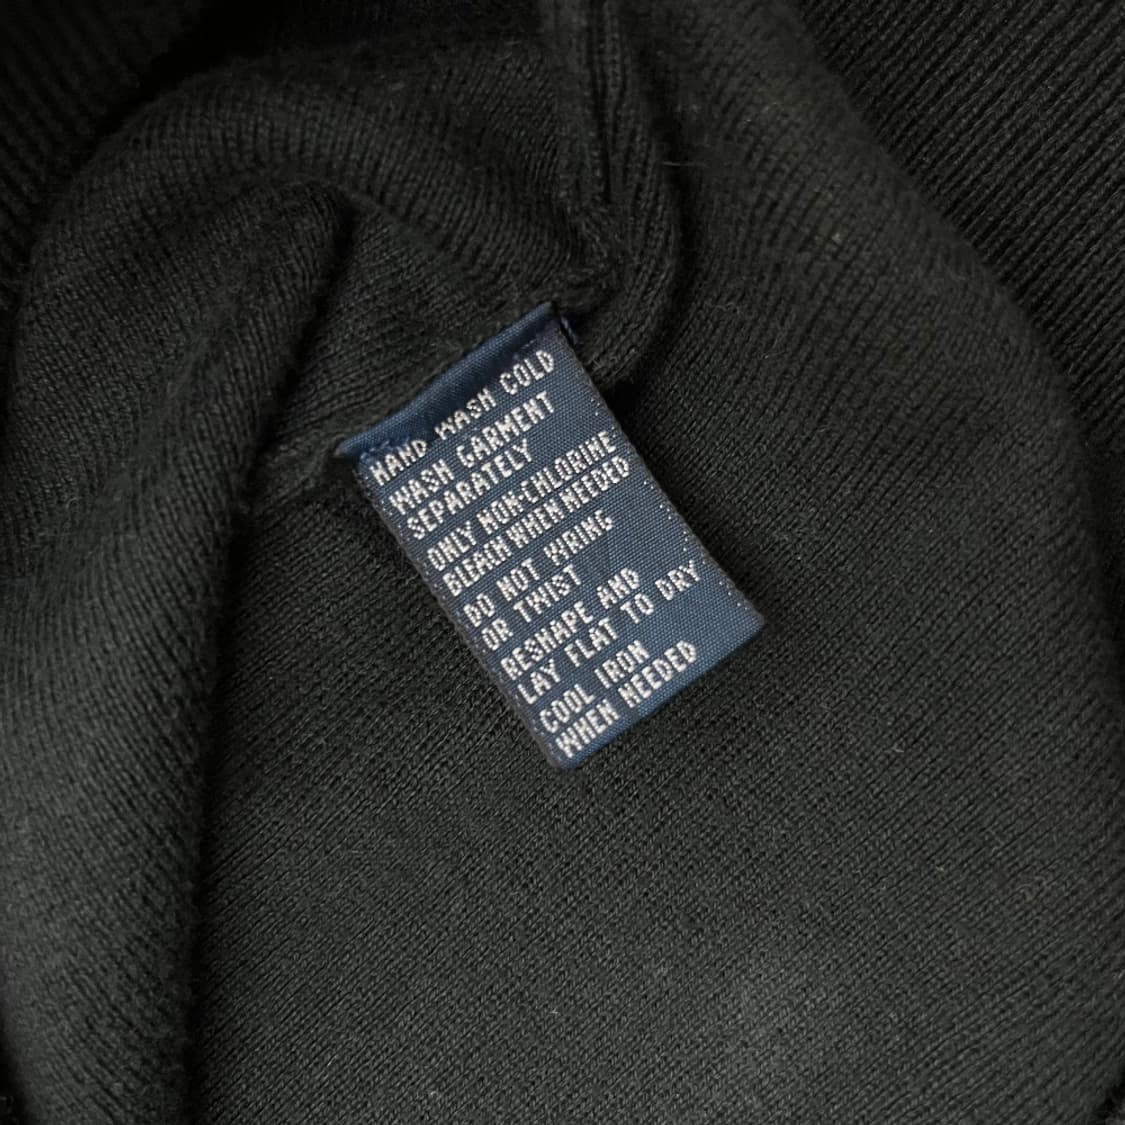 HAND WASH COLD
WASH GARMENT
SEPARATELY
ONLY NON-CHLORINE
BLEACH WHEN NEEDED
DO NOT WRING
OR TWIST
RESHAPE AND
LAY FLAT TO DRY
COOL IRON
WHEN NEEDED